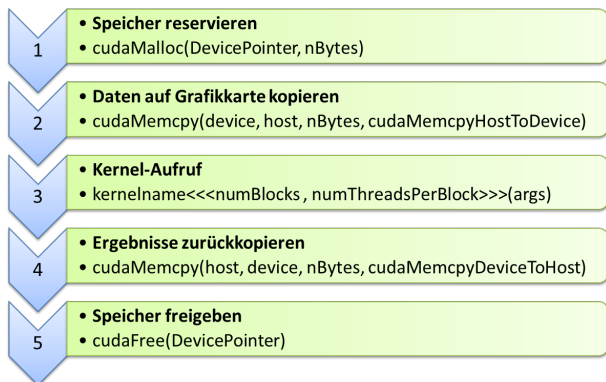 1
• Speicher reservieren
• cudaMalloc(DevicePointer, nBytes)
2
• Daten auf Grafikkarte kopieren
• cudaMemcpy(device, host, nBytes, cudaMemcpyHostToDevice)
3
• Kernel-Aufruf
• kernelname<<<numBlocks , numThreadsPerBlock>>>(args)
4
• Ergebnisse zurückkopieren
• cudaMemcpy(host, device, nBytes, cudaMemcpyDeviceToHost)
5
• Speicher freigeben
• cudaFree(DevicePointer)